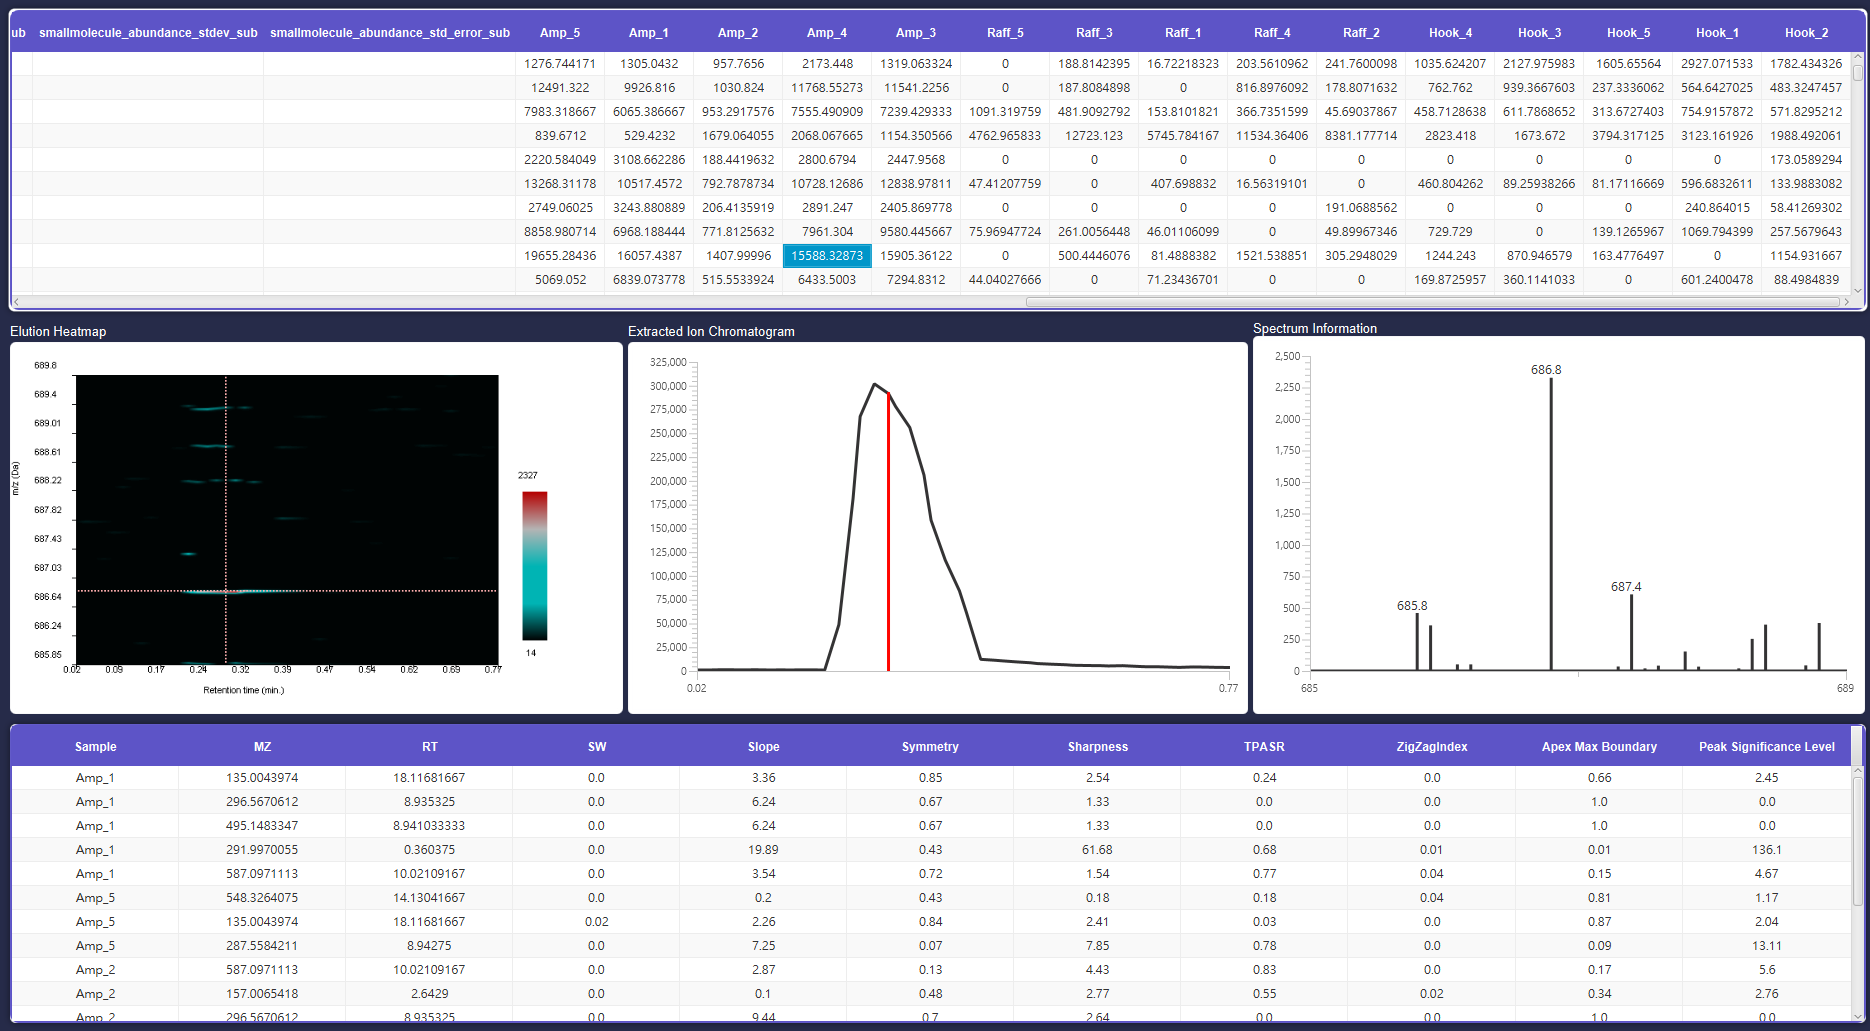 ub smallmolecule_abundance_stdev_sub smallmolecule_abundance_std_error_sub Amp_5 Amp_1 Amp_2 Amp_4 Amp_3 Raff_5 Raff_3 Raff_1 Raff_4 Raff_2 Hook_4 Hook_3 Hook_5 Hook_1 Hook_2
1276.744171 1305.0432 957.7656 2173.448 1319.063324 0 188.8142395 16.72218323 203.5610962 241.7600098 1035.624207 2127.975983 1605.65564 2927.071533 1782.434326
12491.322 9926.816 1030.824 11768.55273 11541.2256 0 187.8084898 0 816.8976092 178.8071632 762.762 939.3667603 237.3336062 564.6427025 483.3247457
7983.318667 6065.386667 953.2917576 7555.490909 7239.429333 1091.319759 481.9092792 153.8101821 366.7351599 45.69037867 458.7128638 611.7868652 313.6727403 754.9157872 571.8295212
839.6712 529.4232 1679.064055 2068.067665 1154.350566 4762.965833 12723.123 5745.784167 11534.36406 8381.177714 2823.418 1673.672 3794.317125 3123.161926 1988.492061
2220.584049 3108.662286 188.4419632 2800.6794 2447.9568 0 0 0 0 0 0 0 0 0 173.0589294
13268.31178 10517.4572 792.7878734 10728.12686 12838.97811 47.41207759 0 407.698832 16.56319101 0 460.804262 89.25938266 81.17116669 596.6832611 133.9883082
2749.06025 3243.880889 206.4135919 2891.247 2405.869778 0 0 0 0 191.0688562 0 0 0 240.864015 58.41269302
8858.980714 6968.188444 771.8125632 7961.304 9580.445667 75.96947724 261.0056448 46.01106099 0 49.89967346 729.729 0 139.1265967 1069.794399 257.5679643
19655.28436 16057.4387 1407.99996 15588.32873 15905.36122 0 500.4446076 81.4888382 1521.538851 305.2948029 1244.243 870.946579 163.4776497 0 1154.931667
5069.052 6839.073778 515.5533924 6433.5003 7294.8312 44.04027666 0 71.23436701 0 0 169.8725957 360.1141033 0 601.2400478 88.4984839
Elution Heatmap
689.8
689.4
689.01
688.61
688.22
687.82
687.43
687.03
686.64
686.24
685.85
m/z (Da)
0.02 0.09 0.17 0.24 0.32 0.39 0.47 0.54 0.62 0.69 0.77
Retention time (min.)
2327
14
Extracted Ion Chromatogram
325,000
300,000
275,000
250,000
225,000
200,000
175,000
150,000
125,000
100,000
75,000
50,000
25,000
0
0.02 0.77
Spectrum Information
2,500
2,250
2,000
1,750
1,500
1,250
1,000
750
500
250
0
686.8
687.4
685.8
685 689
Sample MZ RT SW Slope Symmetry Sharpness TPASR ZigZagIndex Apex Max Boundary Peak Significance Level
Amp_1 135.0043974 18.11681667 0.0 3.36 0.85 2.54 0.24 0.0 0.66 2.45
Amp_1 296.5670612 8.935325 0.0 6.24 0.67 1.33 0.0 0.0 1.0 0.0
Amp_1 495.1483347 8.941033333 0.0 6.24 0.67 1.33 0.0 0.0 1.0 0.0
Amp_1 291.9970055 0.360375 0.0 19.89 0.43 61.68 0.68 0.01 0.01 136.1
Amp_1 587.0971113 10.02109167 0.0 3.54 0.72 1.54 0.77 0.04 0.15 4.67
Amp_5 548.3264075 14.13041667 0.0 0.2 0.43 0.18 0.18 0.04 0.81 1.17
Amp_5 135.0043974 18.11681667 0.02 2.26 0.84 2.41 0.03 0.0 0.87 2.04
Amp_5 287.5584211 8.94275 0.0 7.25 0.07 7.85 0.78 0.0 0.09 13.11
Amp_2 587.0971113 10.02109167 0.0 2.87 0.13 4.43 0.83 0.0 0.17 5.6
Amp_2 157.0065418 2.6429 0.0 0.1 0.48 2.77 0.55 0.02 0.34 2.76
Amp_2 296.5670612 8.935325 0.0 9.44 0.7 2.64 0.0 0.0 1.0 0.0